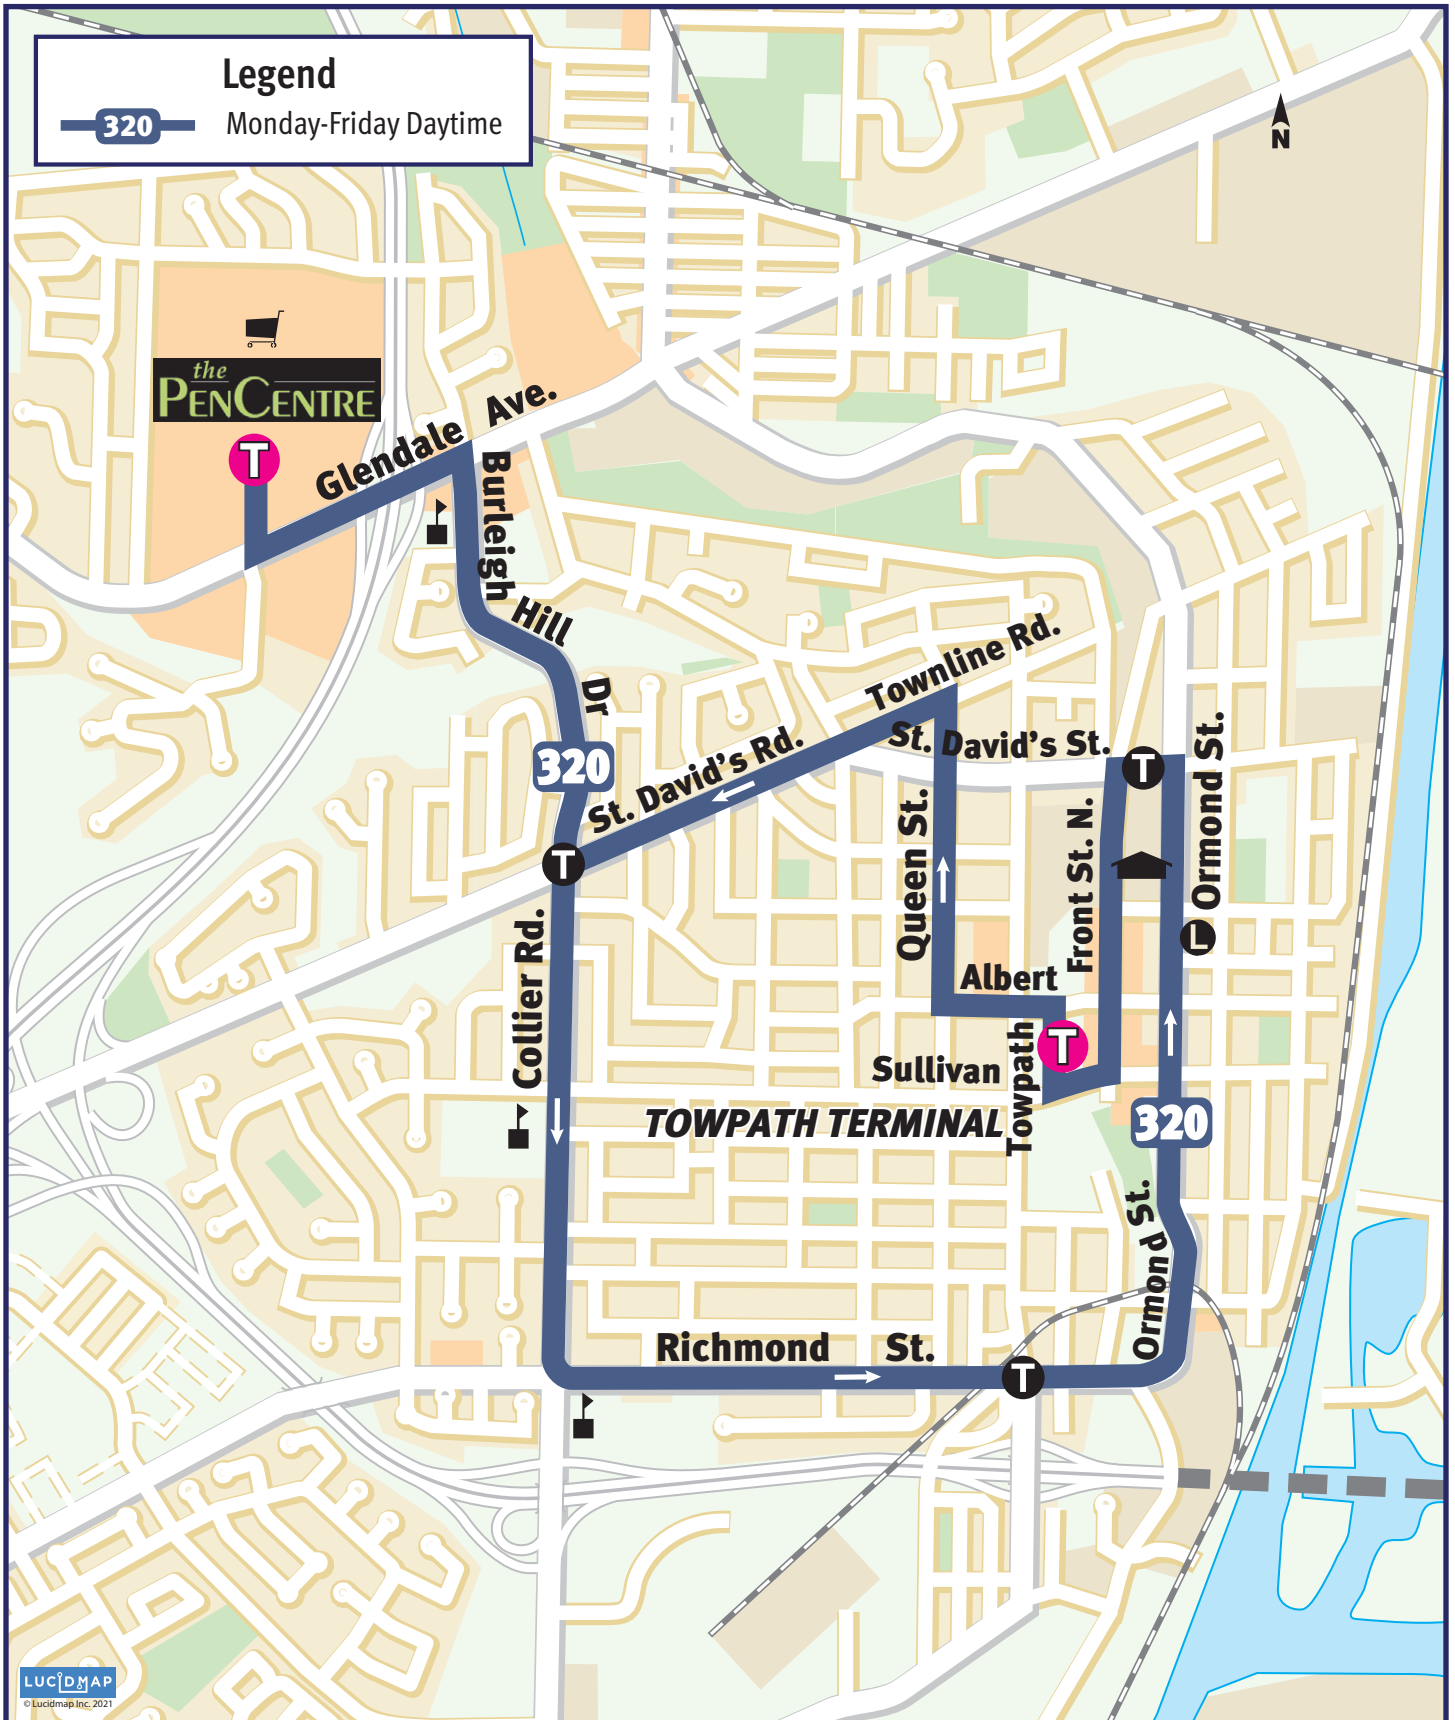 Legend
320 Monday-Friday Daytime
N
the
PENCENTRE
T
Glendale Ave.
Burleigh
Hill
Dr
320
Townline Rd.
St. David's Rd.
St. David's St.
T
T
Ormond St.
Queen St.
Front St. N.
L
Collier Rd.
Albert
T
Sullivan
Towpath
TOWPATH TERMINAL
320
Ormond St.
Richmond St.
T
LUCIDMAP
© Lucidmap Inc. 2021